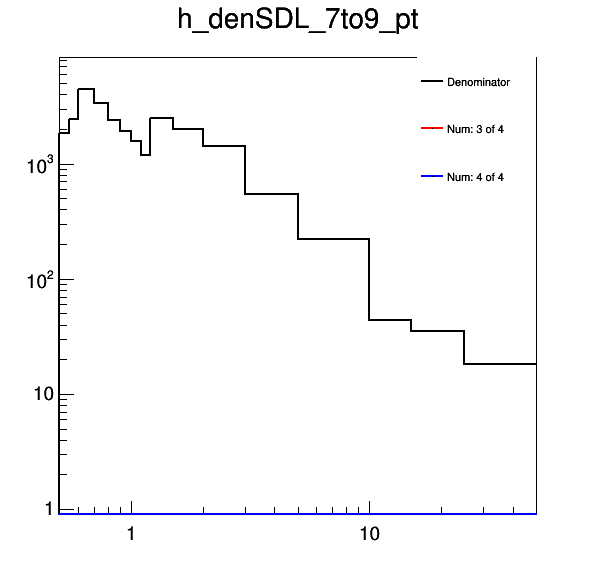 h_denSDL_7to9_pt
Denominator
Num: 3 of 4
Num: 4 of 4
10³
10²
10
1
1
10